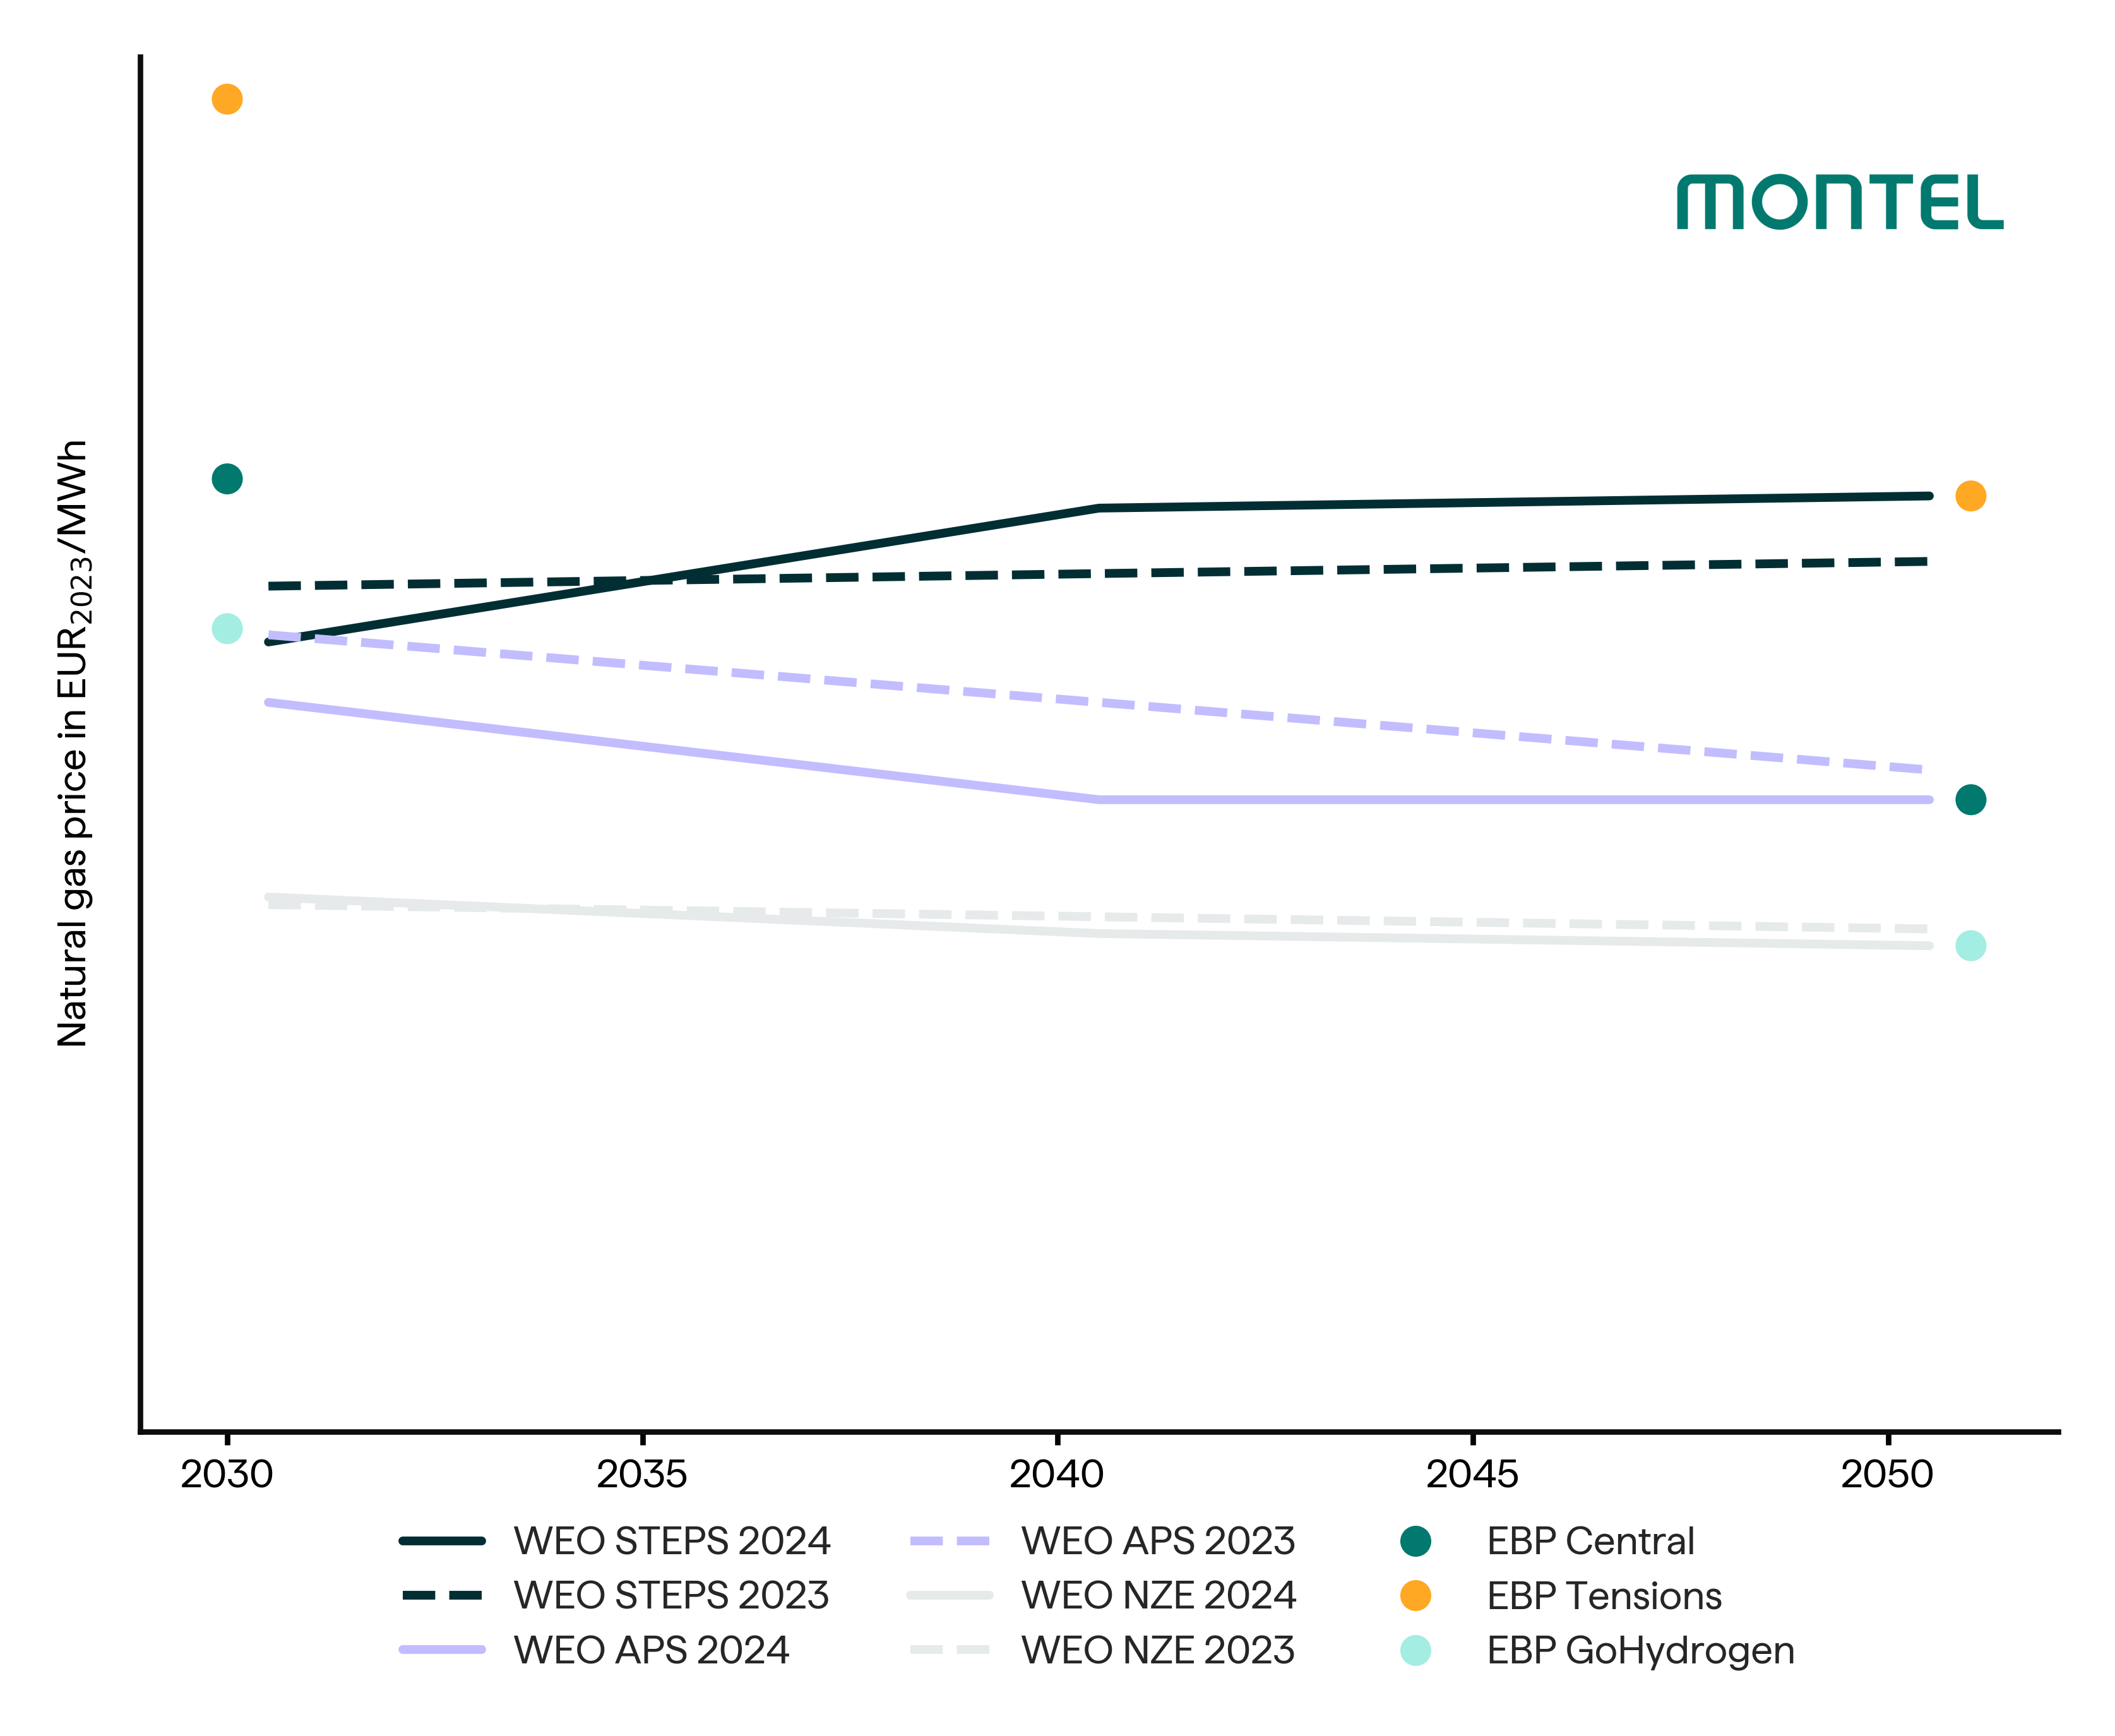 MONTEL
Natural gas price in EUR2023/MWh
2030 2035 2040 2045 2050
WEO STEPS 2024 WEO APS 2023 EBP Central
WEO STEPS 2023 WEO NZE 2024 EBP Tensions
WEO APS 2024 WEO NZE 2023 EBP GoHydrogen